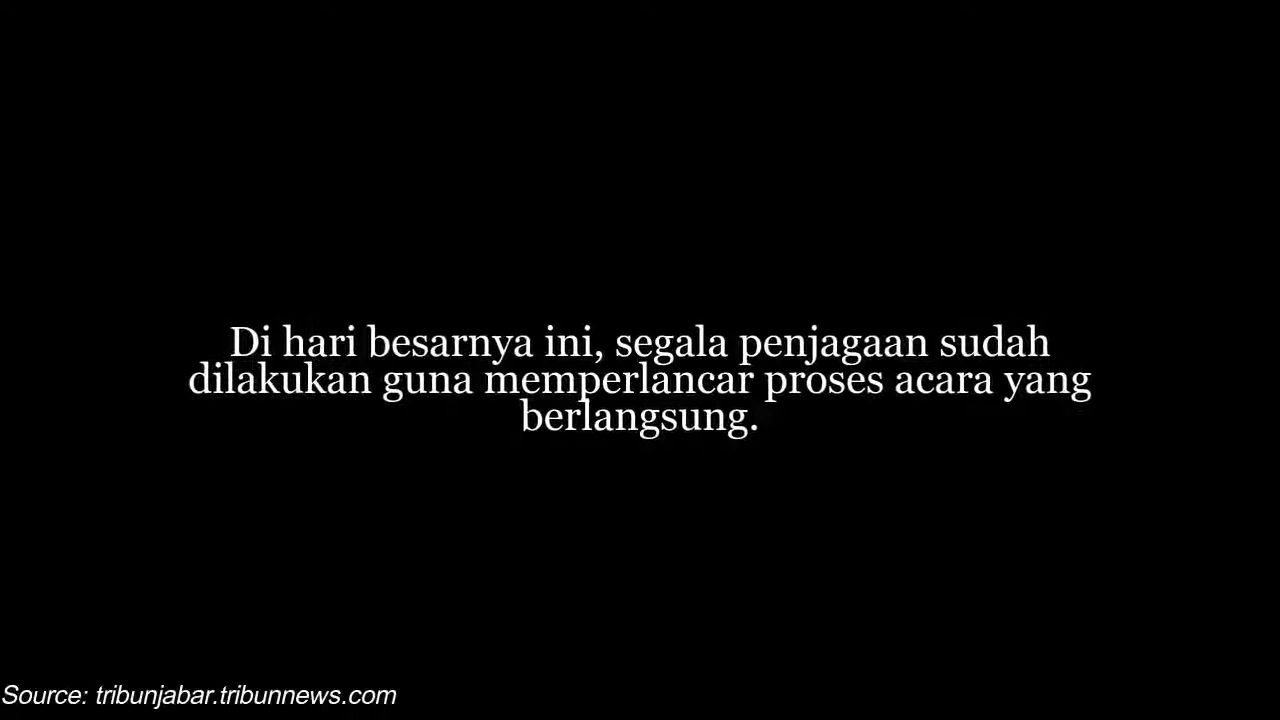 Di hari besarnya ini, segala penjagaan sudah
dilakukan guna memperlancar proses acara yang
berlangsung.
Source: tribunjabar.tribunnews.com